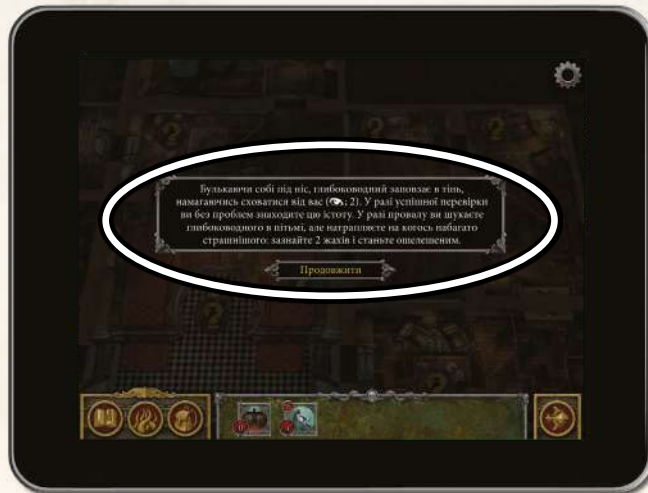 Булькаючи собі під ніс, глибоководний заповзає в тінь,
намагаючись сховатися від вас (; 2). У разі успішної перевірки
ви без проблем знаходите цю істоту. У разі провалу ви шукаєте
глибоководного в пітьмі, але натрапляєте на когось набагато
страшнішого: зазнайте 2 жахів і станьте ошелешеним.
Продовжити